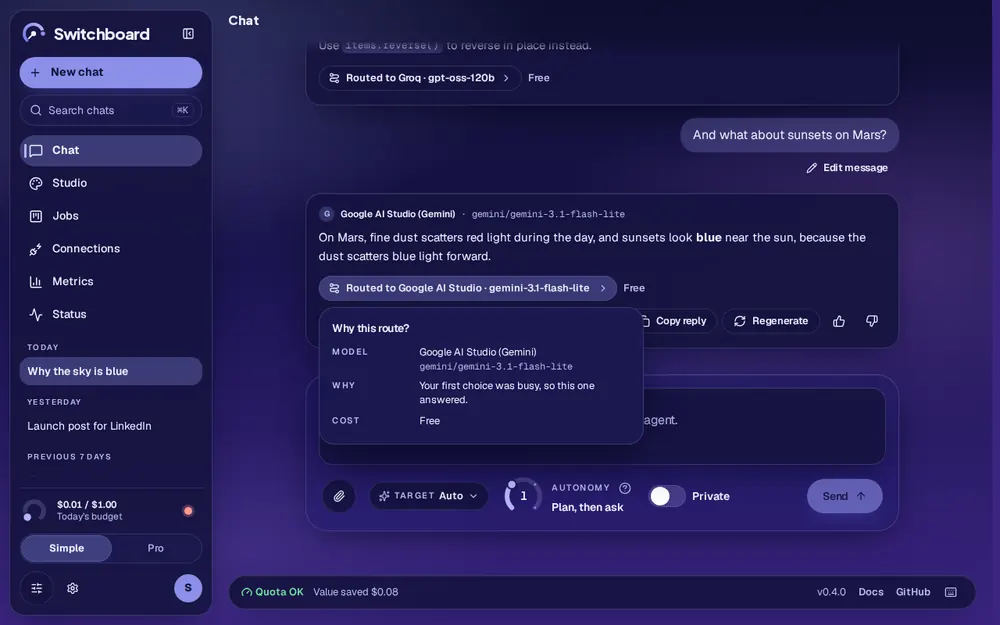 Switchboard
New chat
Search chats
⌘K
Chat
Studio
Jobs
Connections
Metrics
Status
TODAY
Why the sky is blue
YESTERDAY
Launch post for LinkedIn
PREVIOUS 7 DAYS
$0.01 / $1.00
Today's budget
Simple
Pro
S
Chat
Use items.reverse() to reverse in place instead.
Routed to Groq · gpt-oss-120b
Free
And what about sunsets on Mars?
Edit message
G Google AI Studio (Gemini) · gemini/gemini-3.1-flash-lite
On Mars, fine dust scatters red light during the day, and sunsets look blue near the sun, because the
dust scatters blue light forward.
Routed to Google AI Studio · gemini-3.1-flash-lite
Free
Copy reply
Regenerate
Why this route?
MODEL
Google AI Studio (Gemini)
gemini/gemini-3.1-flash-lite
WHY
Your first choice was busy, so this one
answered.
COST
Free
agent.
TARGET Auto
1
AUTONOMY
Plan, then ask
Private
Send
Quota OK
Value saved $0.08
v0.4.0
Docs
GitHub